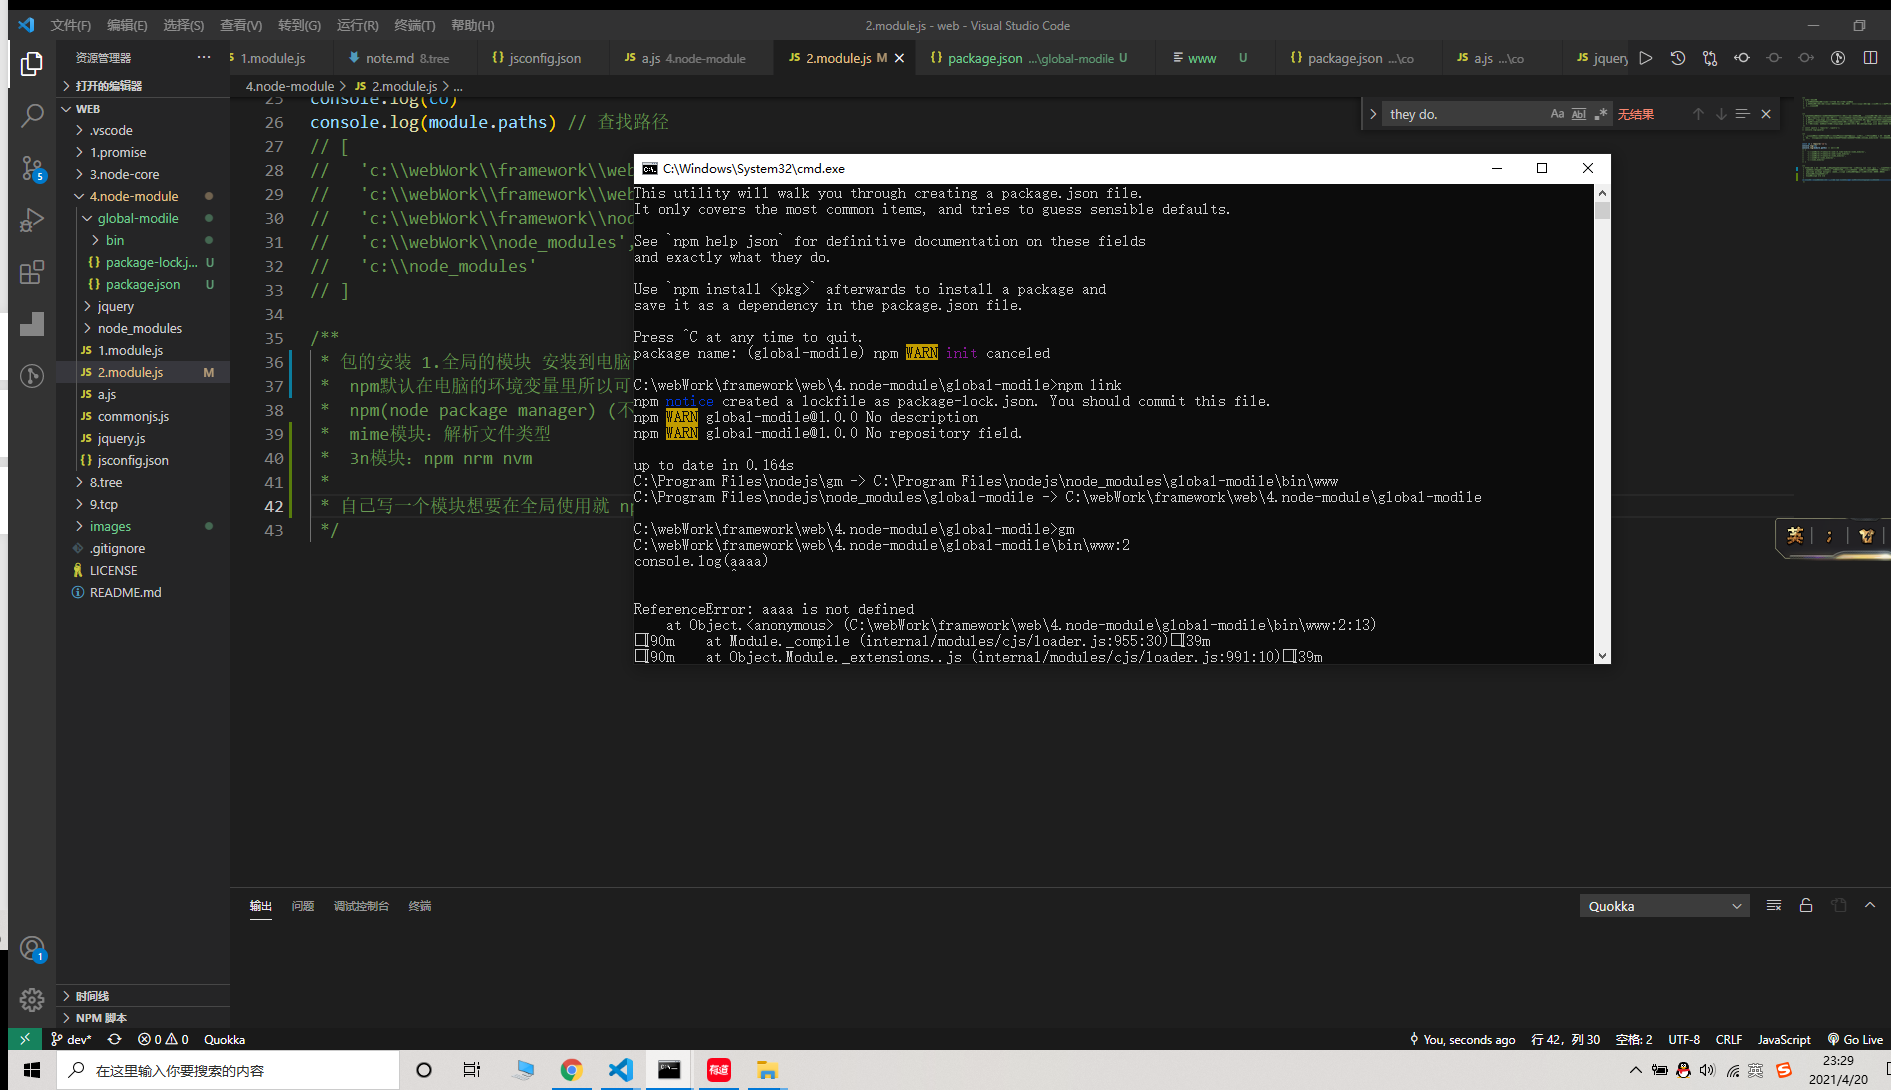 文件(F) 编辑(E) 选择(S) 查看(V) 转到(G) 运行(R) 终端(T) 帮助(H)
2.module.js - web - Visual Studio Code
资源管理器
1.module.js
note.md 8.tree
{} jsconfig.json
JS a.js 4.node-module
JS 2.module.js M
{} package.json ...\global-modile U
www U
{} package.json ...\co
JS a.js ...\co
JS jquery
打开的编辑器
WEB
.vscode
1.promise
3.node-core
4.node-module
global-modile
bin
{} package-lock.j... U
{} package.json U
jquery
node_modules
JS 1.module.js
JS 2.module.js M
JS a.js
JS commonjs.js
JS jquery.js
{} jsconfig.json
8.tree
9.tcp
images
.gitignore
LICENSE
README.md
时间线
NPM 脚本
4.node-module > JS 2.module.js > ...
they do.
Aa Abl .*
无结果
25 console.log(co)
26 console.log(module.paths) // 查找路径
27 // [
28 //   'c:\\webWork\\framework\\web
29 //   'c:\\webWork\\framework\\web
30 //   'c:\\webWork\\framework\\nod
31 //   'c:\\webWork\\node_modules',
32 //   'c:\\node_modules'
33 // ]
34
35 /**
36  * 包的安装 1.全局的模块 安装到电脑
37  *  npm默认在电脑的环境变量里所以可
38  *  npm(node package manager) (不
39  *  mime模块: 解析文件类型
40  *  3n模块: npm nrm nvm
41  *
42  * 自己写一个模块想要在全局使用就 np
43  */
C:\Windows\System32\cmd.exe
This utility will walk you through creating a package.json file.
It only covers the most common items, and tries to guess sensible defaults.
See `npm help json` for definitive documentation on these fields
and exactly what they do.
Use `npm install <pkg>` afterwards to install a package and
save it as a dependency in the package.json file.
Press ^C at any time to quit.
package name: (global-modile) npm WARN init canceled
C:\webWork\framework\web\4.node-module\global-modile>npm link
npm notice created a lockfile as package-lock.json. You should commit this file.
npm WARN global-modile@1.0.0 No description
npm WARN global-modile@1.0.0 No repository field.
up to date in 0.164s
C:\Program Files\nodejs\gm -> C:\Program Files\nodejs\node_modules\global-modile\bin\www
C:\Program Files\nodejs\node_modules\global-modile -> C:\webWork\framework\web\4.node-module\global-modile
C:\webWork\framework\web\4.node-module\global-modile>gm
C:\webWork\framework\web\4.node-module\global-modile\bin\www:2
console.log(aaaa)
^
ReferenceError: aaaa is not defined
    at Object.<anonymous> (C:\webWork\framework\web\4.node-module\global-modile\bin\www:2:13)
[90m    at Module._compile (internal/modules/cjs/loader.js:955:30)[39m
[90m    at Object.Module._extensions..js (internal/modules/cjs/loader.js:991:10)[39m
英 ;
输出 问题 调试控制台 终端
Quokka
5
1
dev* 0 0 Quokka
You, seconds ago 行 42，列 30 空格: 2 UTF-8 CRLF JavaScript Go Live
在这里输入你要搜索的内容
有道
英
23:29
2021/4/20